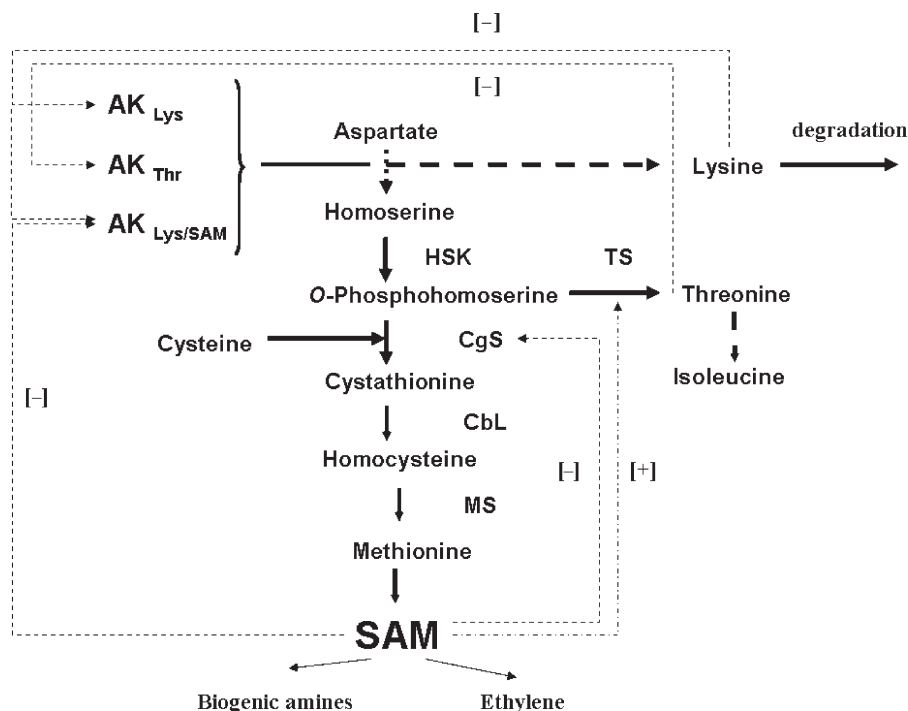 [–]
[–]
AK Lys
Aspartate
degradation
AK Thr
Lysine
AK Lys/SAM
Homoserine
HSK
TS
O-Phosphohomoserine
Threonine
Cysteine
CgS
Cystathionine
Isoleucine
[–]
CbL
Homocysteine
[–]
[+]
MS
Methionine
SAM
Biogenic amines
Ethylene